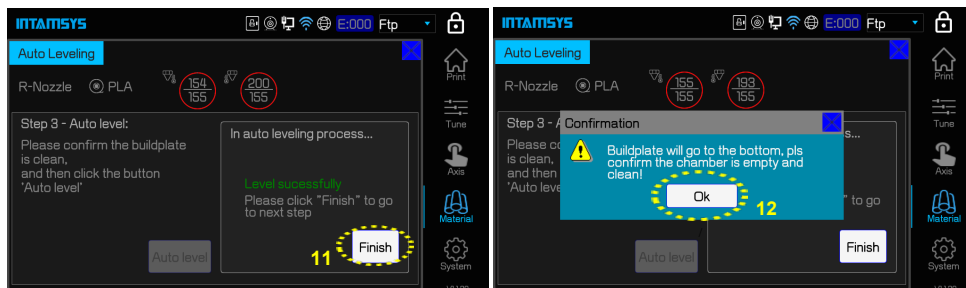 INTAMSYS
E:000 Ftp
Auto Leveling
R-Nozzle PLA 154 155 200 155
Step 3 - Auto level:
Please confirm the buildplate
is clean,
and then click the button
'Auto level'
Auto level
In auto leveling process...
Level sucessfully
Please click "Finish" to go
to next step
11 Finish
Print
Tune
Axis
Material
System
INTAMSYS
E:000 Ftp
Auto Leveling
R-Nozzle PLA 155 155 193 155
Step 3 - A
Please co
is clean,
and then
'Auto leve
Auto level
s...
" to go
Confirmation
Buildplate will go to the bottom, pls
confirm the chamber is empty and
clean!
Ok 12
Finish
Print
Tune
Axis
Material
System